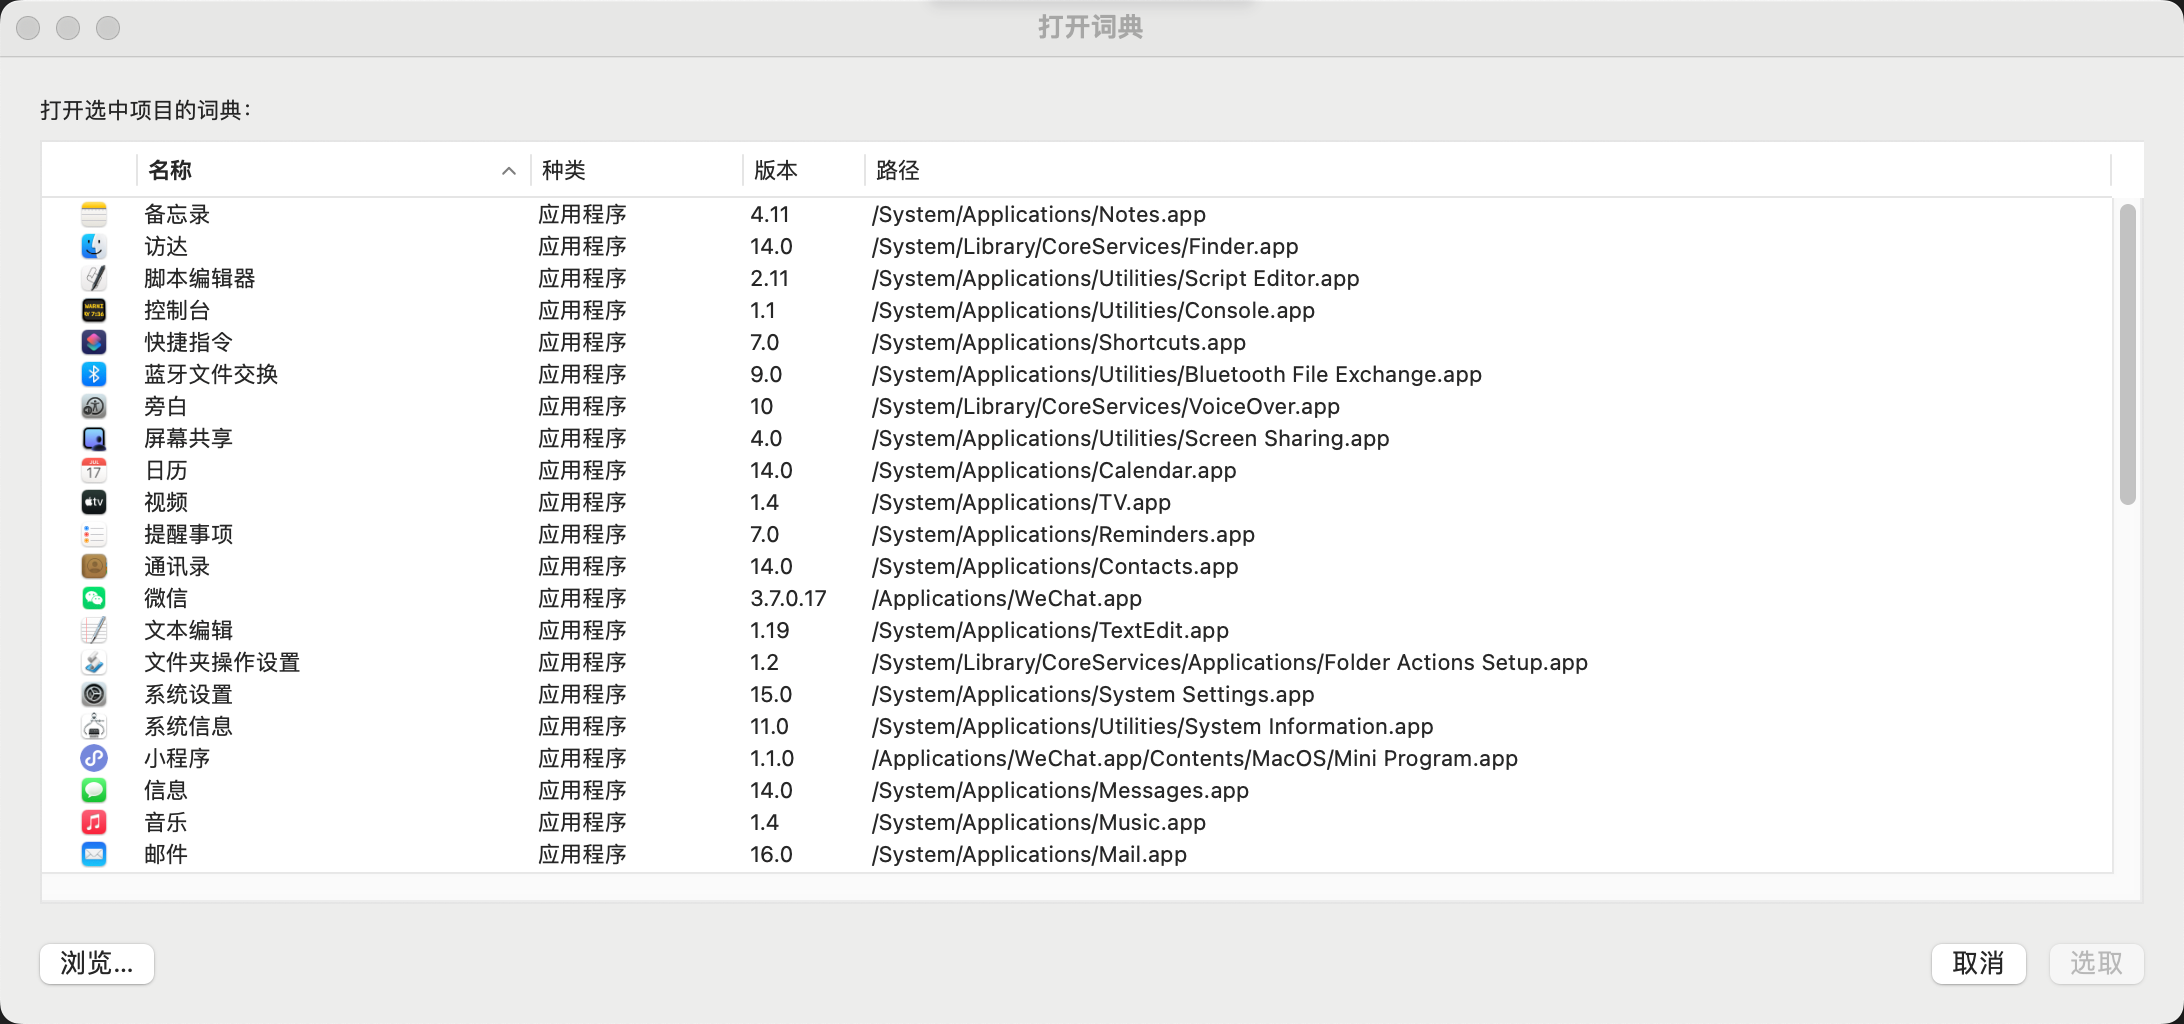 打开词典
打开选中项目的词典：
名称 种类 版本 路径
备忘录 应用程序 4.11 /System/Applications/Notes.app
访达 应用程序 14.0 /System/Library/CoreServices/Finder.app
脚本编辑器 应用程序 2.11 /System/Applications/Utilities/Script Editor.app
控制台 应用程序 1.1 /System/Applications/Utilities/Console.app
快捷指令 应用程序 7.0 /System/Applications/Shortcuts.app
蓝牙文件交换 应用程序 9.0 /System/Applications/Utilities/Bluetooth File Exchange.app
旁白 应用程序 10 /System/Library/CoreServices/VoiceOver.app
屏幕共享 应用程序 4.0 /System/Applications/Utilities/Screen Sharing.app
日历 应用程序 14.0 /System/Applications/Calendar.app
视频 应用程序 1.4 /System/Applications/TV.app
提醒事项 应用程序 7.0 /System/Applications/Reminders.app
通讯录 应用程序 14.0 /System/Applications/Contacts.app
微信 应用程序 3.7.0.17 /Applications/WeChat.app
文本编辑 应用程序 1.19 /System/Applications/TextEdit.app
文件夹操作设置 应用程序 1.2 /System/Library/CoreServices/Applications/Folder Actions Setup.app
系统设置 应用程序 15.0 /System/Applications/System Settings.app
系统信息 应用程序 11.0 /System/Applications/Utilities/System Information.app
小程序 应用程序 1.1.0 /Applications/WeChat.app/Contents/MacOS/Mini Program.app
信息 应用程序 14.0 /System/Applications/Messages.app
音乐 应用程序 1.4 /System/Applications/Music.app
邮件 应用程序 16.0 /System/Applications/Mail.app
浏览... 取消 选取